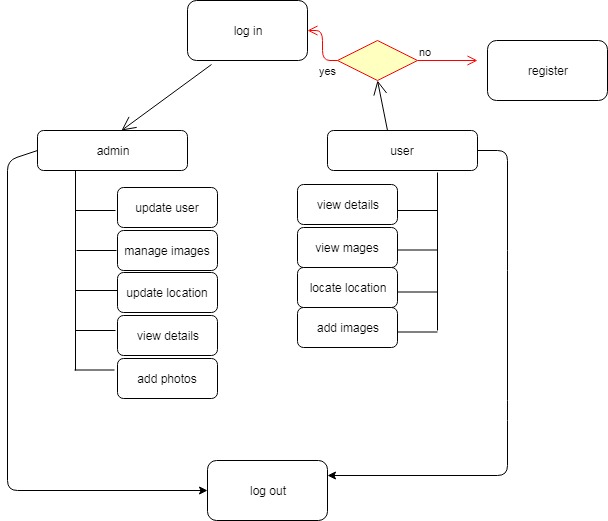 log in
no
yes
register
admin
user
update user
manage images
update location
view details
add photos
view details
view mages
locate location
add images
log out